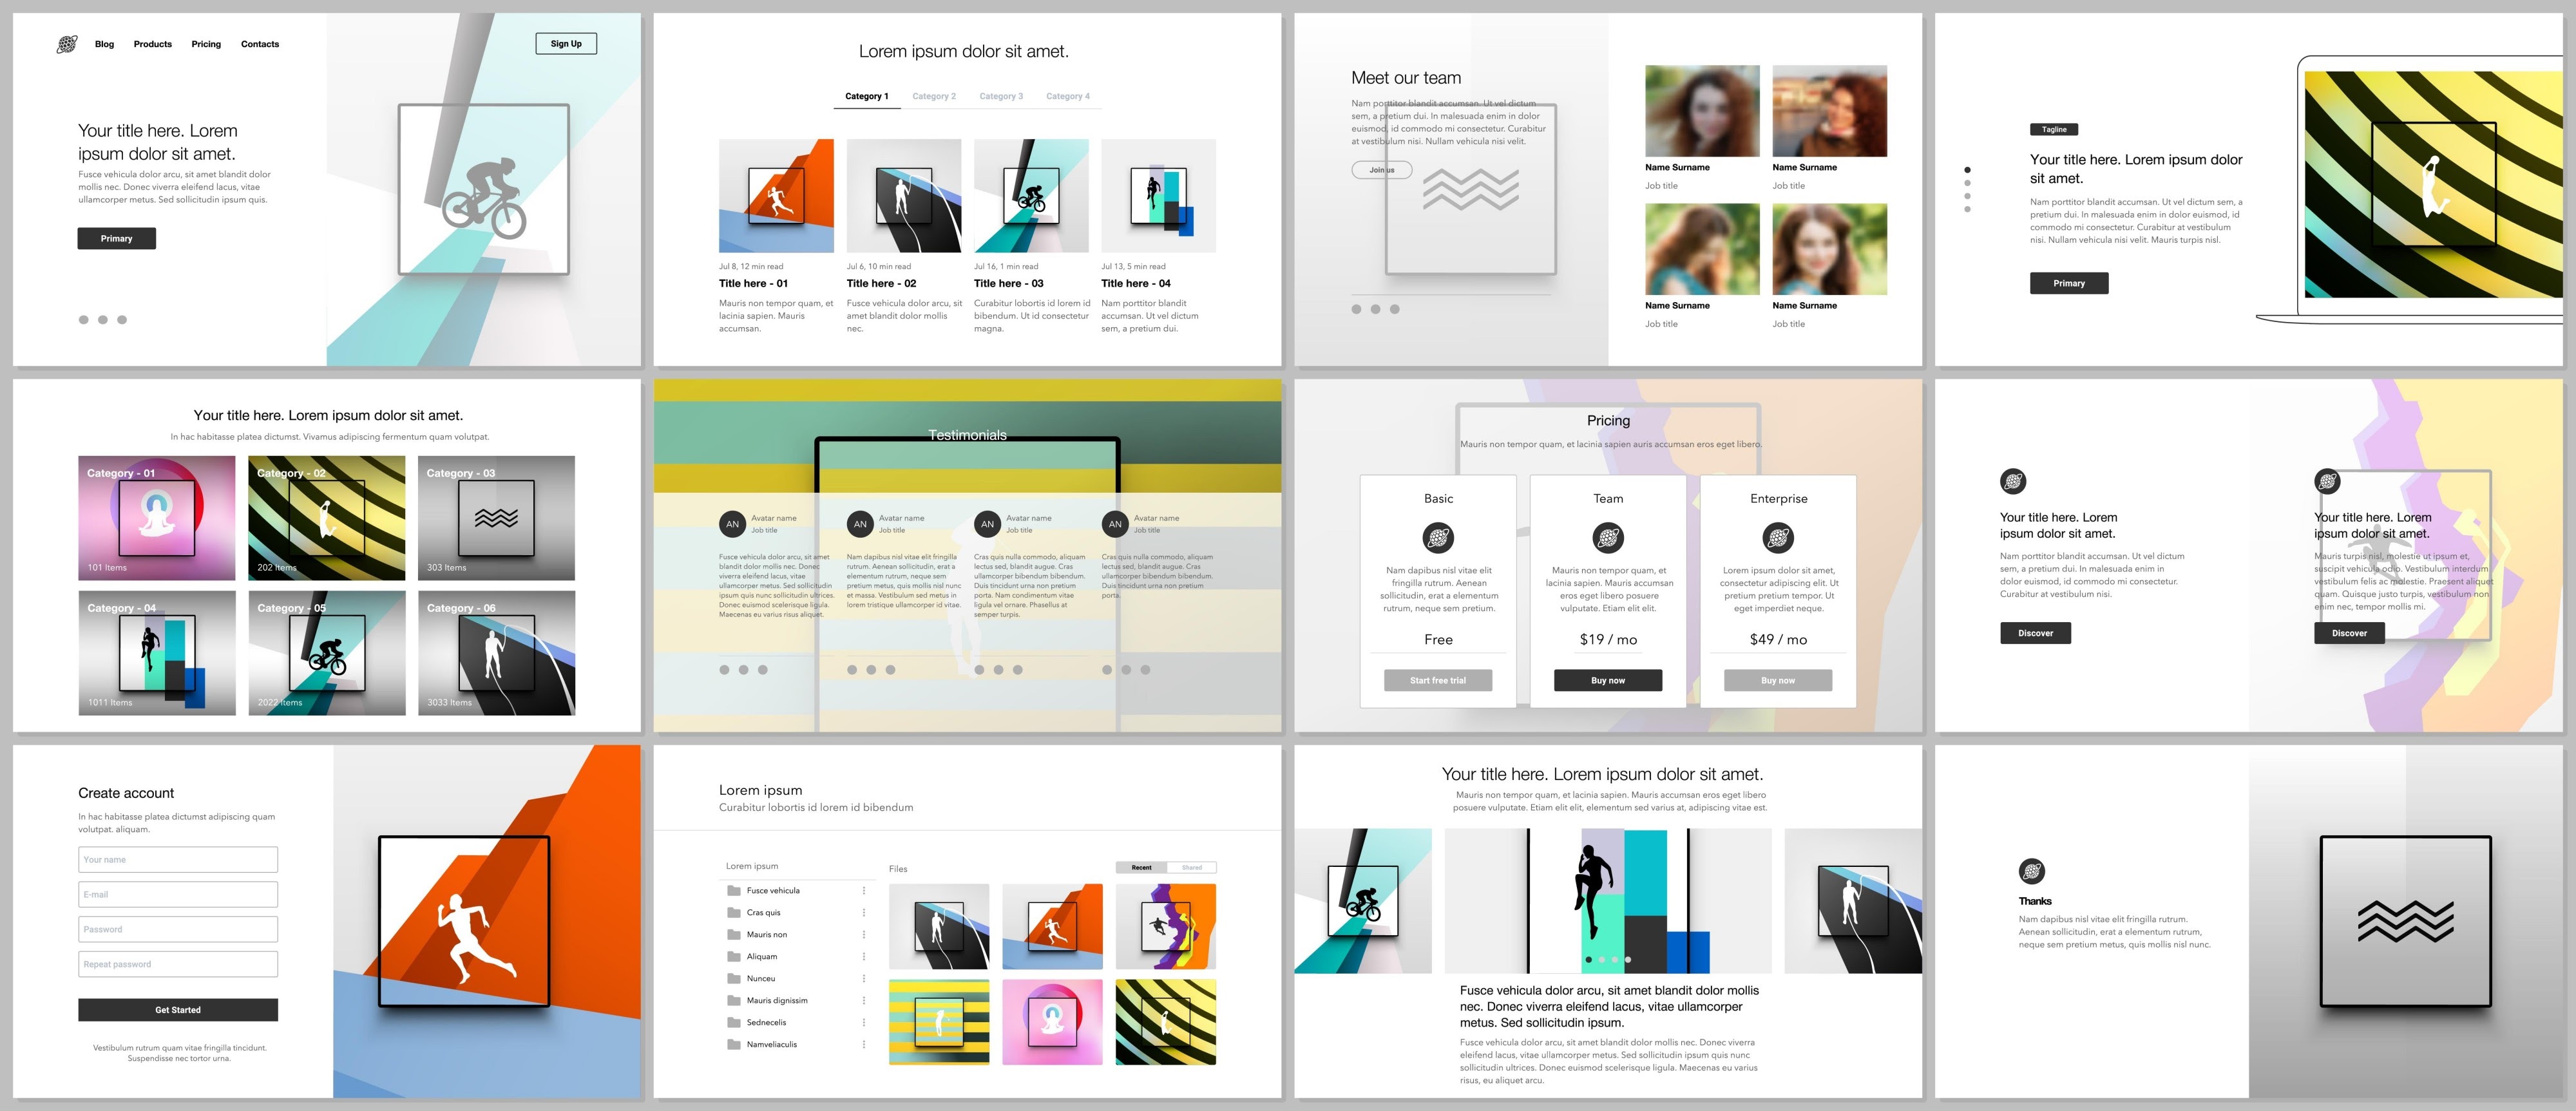 Blog Products Pricing Contacts
Sign Up
Your title here. Lorem
ipsum dolor sit amet.
Fusce vehicula dolor arcu, sit amet blandit dolor
mollis nec. Donec viverra eleifend lacus, vitae
ullamcorper metus. Sed sollicitudin ipsum quis.
Primary
Lorem ipsum dolor sit amet.
Category 1 Category 2 Category 3 Category 4
Jul 8, 12 min read
Title here - 01
Mauris non tempor quam, et
lacinia sapien. Mauris
accumsan.
Jul 6, 10 min read
Title here - 02
Fusce vehicula dolor arcu, sit
amet blandit dolor mollis
nec.
Jul 16, 1 min read
Title here - 03
Curabitur lobortis id lorem id
bibendum. Ut id consectetur
magna.
Jul 13, 5 min read
Title here - 04
Nam porttitor blandit
accumsan. Ut vel dictum
sem, a pretium dui.
Meet our team
Nam porttitor blandit accumsan. Ut vel dictum
sem, a pretium dui. In malesuada enim in dolor
euismod, id commodo mi consectetur. Curabitur
at vestibulum nisi. Nullam vehicula nisi velit.
Join us
Name Surname
Job title
Name Surname
Job title
Name Surname
Job title
Name Surname
Job title
Tagline
Your title here. Lorem ipsum dolor
sit amet.
Nam porttitor blandit accumsan. Ut vel dictum sem, a
pretium dui. In malesuada enim in dolor euismod, id
commodo mi consectetur. Curabitur at vestibulum
nisi. Nullam vehicula nisi velit. Mauris turpis nisl.
Primary
Your title here. Lorem ipsum dolor sit amet.
In hac habitasse platea dictumst. Vivamus adipiscing fermentum quam volutpat.
Category - 01
101 Items
Category - 02
202 Items
Category - 03
303 Items
Category - 04
1011 Items
Category - 05
2022 Items
Category - 06
3033 Items
Testimonials
AN
Avatar name
Job title
Fusce vehicula dolor arcu, sit amet
blandit dolor mollis nec. Donec
viverra eleifend lacus, vitae
ullamcorper metus. Sed sollicitudin
ipsum quis nunc sollicitudin ultrices.
Donec euismod scelerisque ligula.
Maecenas eu varius risus aliquet.
AN
Avatar name
Job title
Nam dapibus nisl vitae elit fringilla
rutrum. Aenean sollicitudin, erat a
elementum rutrum, neque sem
pretium metus, quis mollis nisl nunc
et massa. Vestibulum sed metus in
lorem tristique ullamcorper id vitae.
AN
Avatar name
Job title
Cras quis nulla commodo, aliquam
lectus sed, blandit augue. Cras
ullamcorper bibendum bibendum.
Duis tincidunt urna non pretium
porta. Nam condimentum vitae
ligula vel ornare. Phasellus at
semper turpis.
AN
Avatar name
Job title
Cras quis nulla commodo, aliquam
lectus sed, blandit augue. Cras
ullamcorper bibendum bibendum.
Duis tincidunt urna non pretium
porta.
Pricing
Mauris non tempor quam, et lacinia sapien auris accumsan eros eget libero.
Basic
Nam dapibus nisl vitae elit
fringilla rutrum. Aenean
sollicitudin, erat a elementum
rutrum, neque sem pretium.
Free
Start free trial
Team
Mauris non tempor quam, et
lacinia sapien. Mauris accumsan
eros eget libero posuere
vulputate. Etiam elit elit.
$19 / mo
Buy now
Enterprise
Lorem ipsum dolor sit amet,
consectetur adipiscing elit. Ut
pretium pretium tempor. Ut
eget imperdiet neque.
$49 / mo
Buy now
Your title here. Lorem
ipsum dolor sit amet.
Nam porttitor blandit accumsan. Ut vel dictum
sem, a pretium dui. In malesuada enim in
dolor euismod, id commodo mi consectetur.
Curabitur at vestibulum nisi.
Discover
Your title here. Lorem
ipsum dolor sit amet.
Mauris turpis nisl, molestie ut ipsum et,
suscipit vehicula odio. Vestibulum interdum
vestibulum felis ac molestie. Praesent aliquet
quam. Quisque justo turpis, vestibulum non
enim nec, tempor mollis mi.
Discover
Create account
In hac habitasse platea dictumst adipiscing quam
volutpat. aliquam.
Your name
E-mail
Password
Repeat password
Get Started
Vestibulum rutrum quam vitae fringilla tincidunt.
Suspendisse nec tortor urna.
Lorem ipsum
Curabitur lobortis id lorem id bibendum
Lorem ipsum
Fusce vehicula
Cras quis
Mauris non
Aliquam
Nunceu
Mauris dignissim
Sednecelis
Namveliaculis
Files
Recent Shared
Your title here. Lorem ipsum dolor sit amet.
Mauris non tempor quam, et lacinia sapien. Mauris accumsan eros eget libero
posuere vulputate. Etiam elit elit, elementum sed varius at, adipiscing vitae est.
Fusce vehicula dolor arcu, sit amet blandit dolor mollis
nec. Donec viverra eleifend lacus, vitae ullamcorper
metus. Sed sollicitudin ipsum.
Fusce vehicula dolor arcu, sit amet blandit dolor mollis nec. Donec viverra
eleifend lacus, vitae ullamcorper metus. Sed sollicitudin ipsum quis nunc
sollicitudin ultrices. Donec euismod scelerisque ligula. Maecenas eu varius
risus, eu aliquet arcu.
Thanks
Nam dapibus nisl vitae elit fringilla rutrum.
Aenean sollicitudin, erat a elementum rutrum,
neque sem pretium metus, quis mollis nisl nunc.